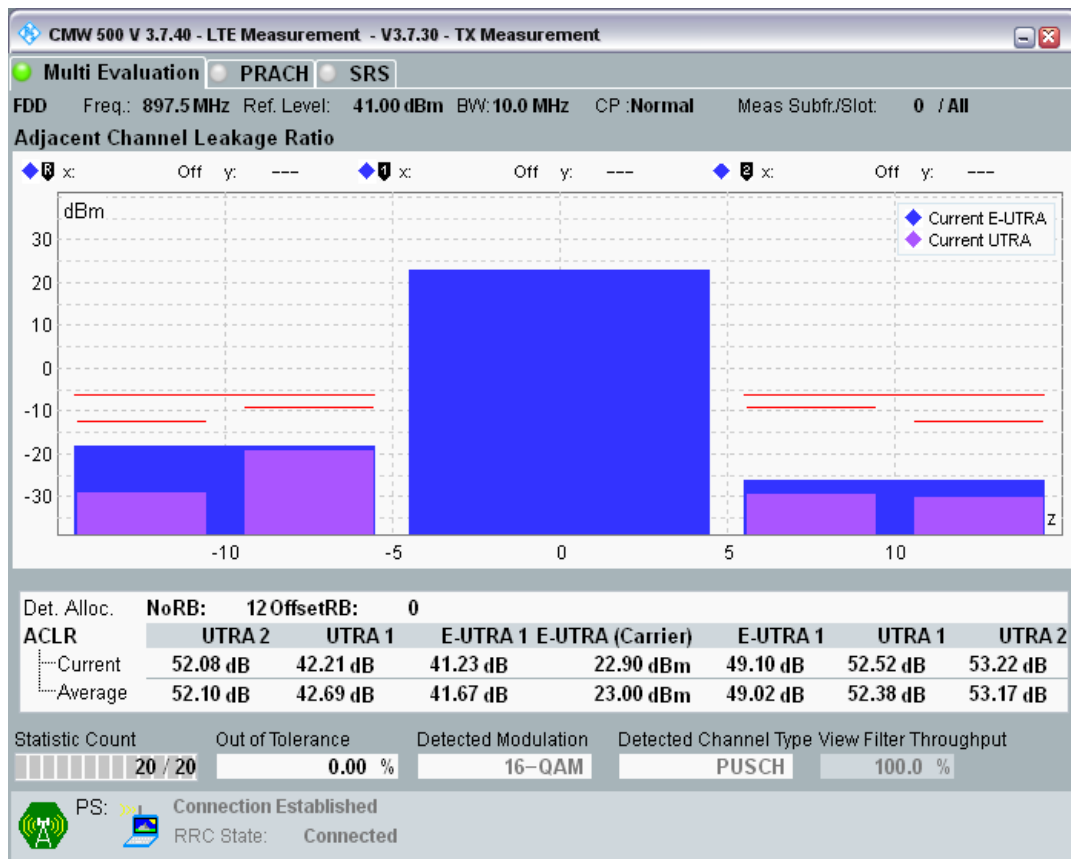 CMW 500 V 3.7.40 - LTE Measurement - V3.7.30 - TX Measurement
Multi Evaluation PRACH SRS
FDD Freq.: 897.5 MHz Ref. Level: 41.00 dBm BW: 10.0 MHz CP :Normal Meas Subfr./Slot: 0 / All
Adjacent Channel Leakage Ratio
R x: Off y: --- 1 x: Off y: --- 2 x: Off y: ---
dBm
Current E-UTRA
Current UTRA
30
20
10
0
-10
-20
-30
z
-10 -5 0 5 10
Det. Alloc. NoRB: 12 OffsetRB: 0
ACLR UTRA 2 UTRA 1 E-UTRA 1 E-UTRA (Carrier) E-UTRA 1 UTRA 1 UTRA 2
Current 52.08 dB 42.21 dB 41.23 dB 22.90 dBm 49.10 dB 52.52 dB 53.22 dB
Average 52.10 dB 42.69 dB 41.67 dB 23.00 dBm 49.02 dB 52.38 dB 53.17 dB
Statistic Count Out of Tolerance Detected Modulation Detected Channel Type View Filter Throughput
20 / 20 0.00 % 16-QAM PUSCH 100.0 %
PS: Connection Established
RRC State: Connected